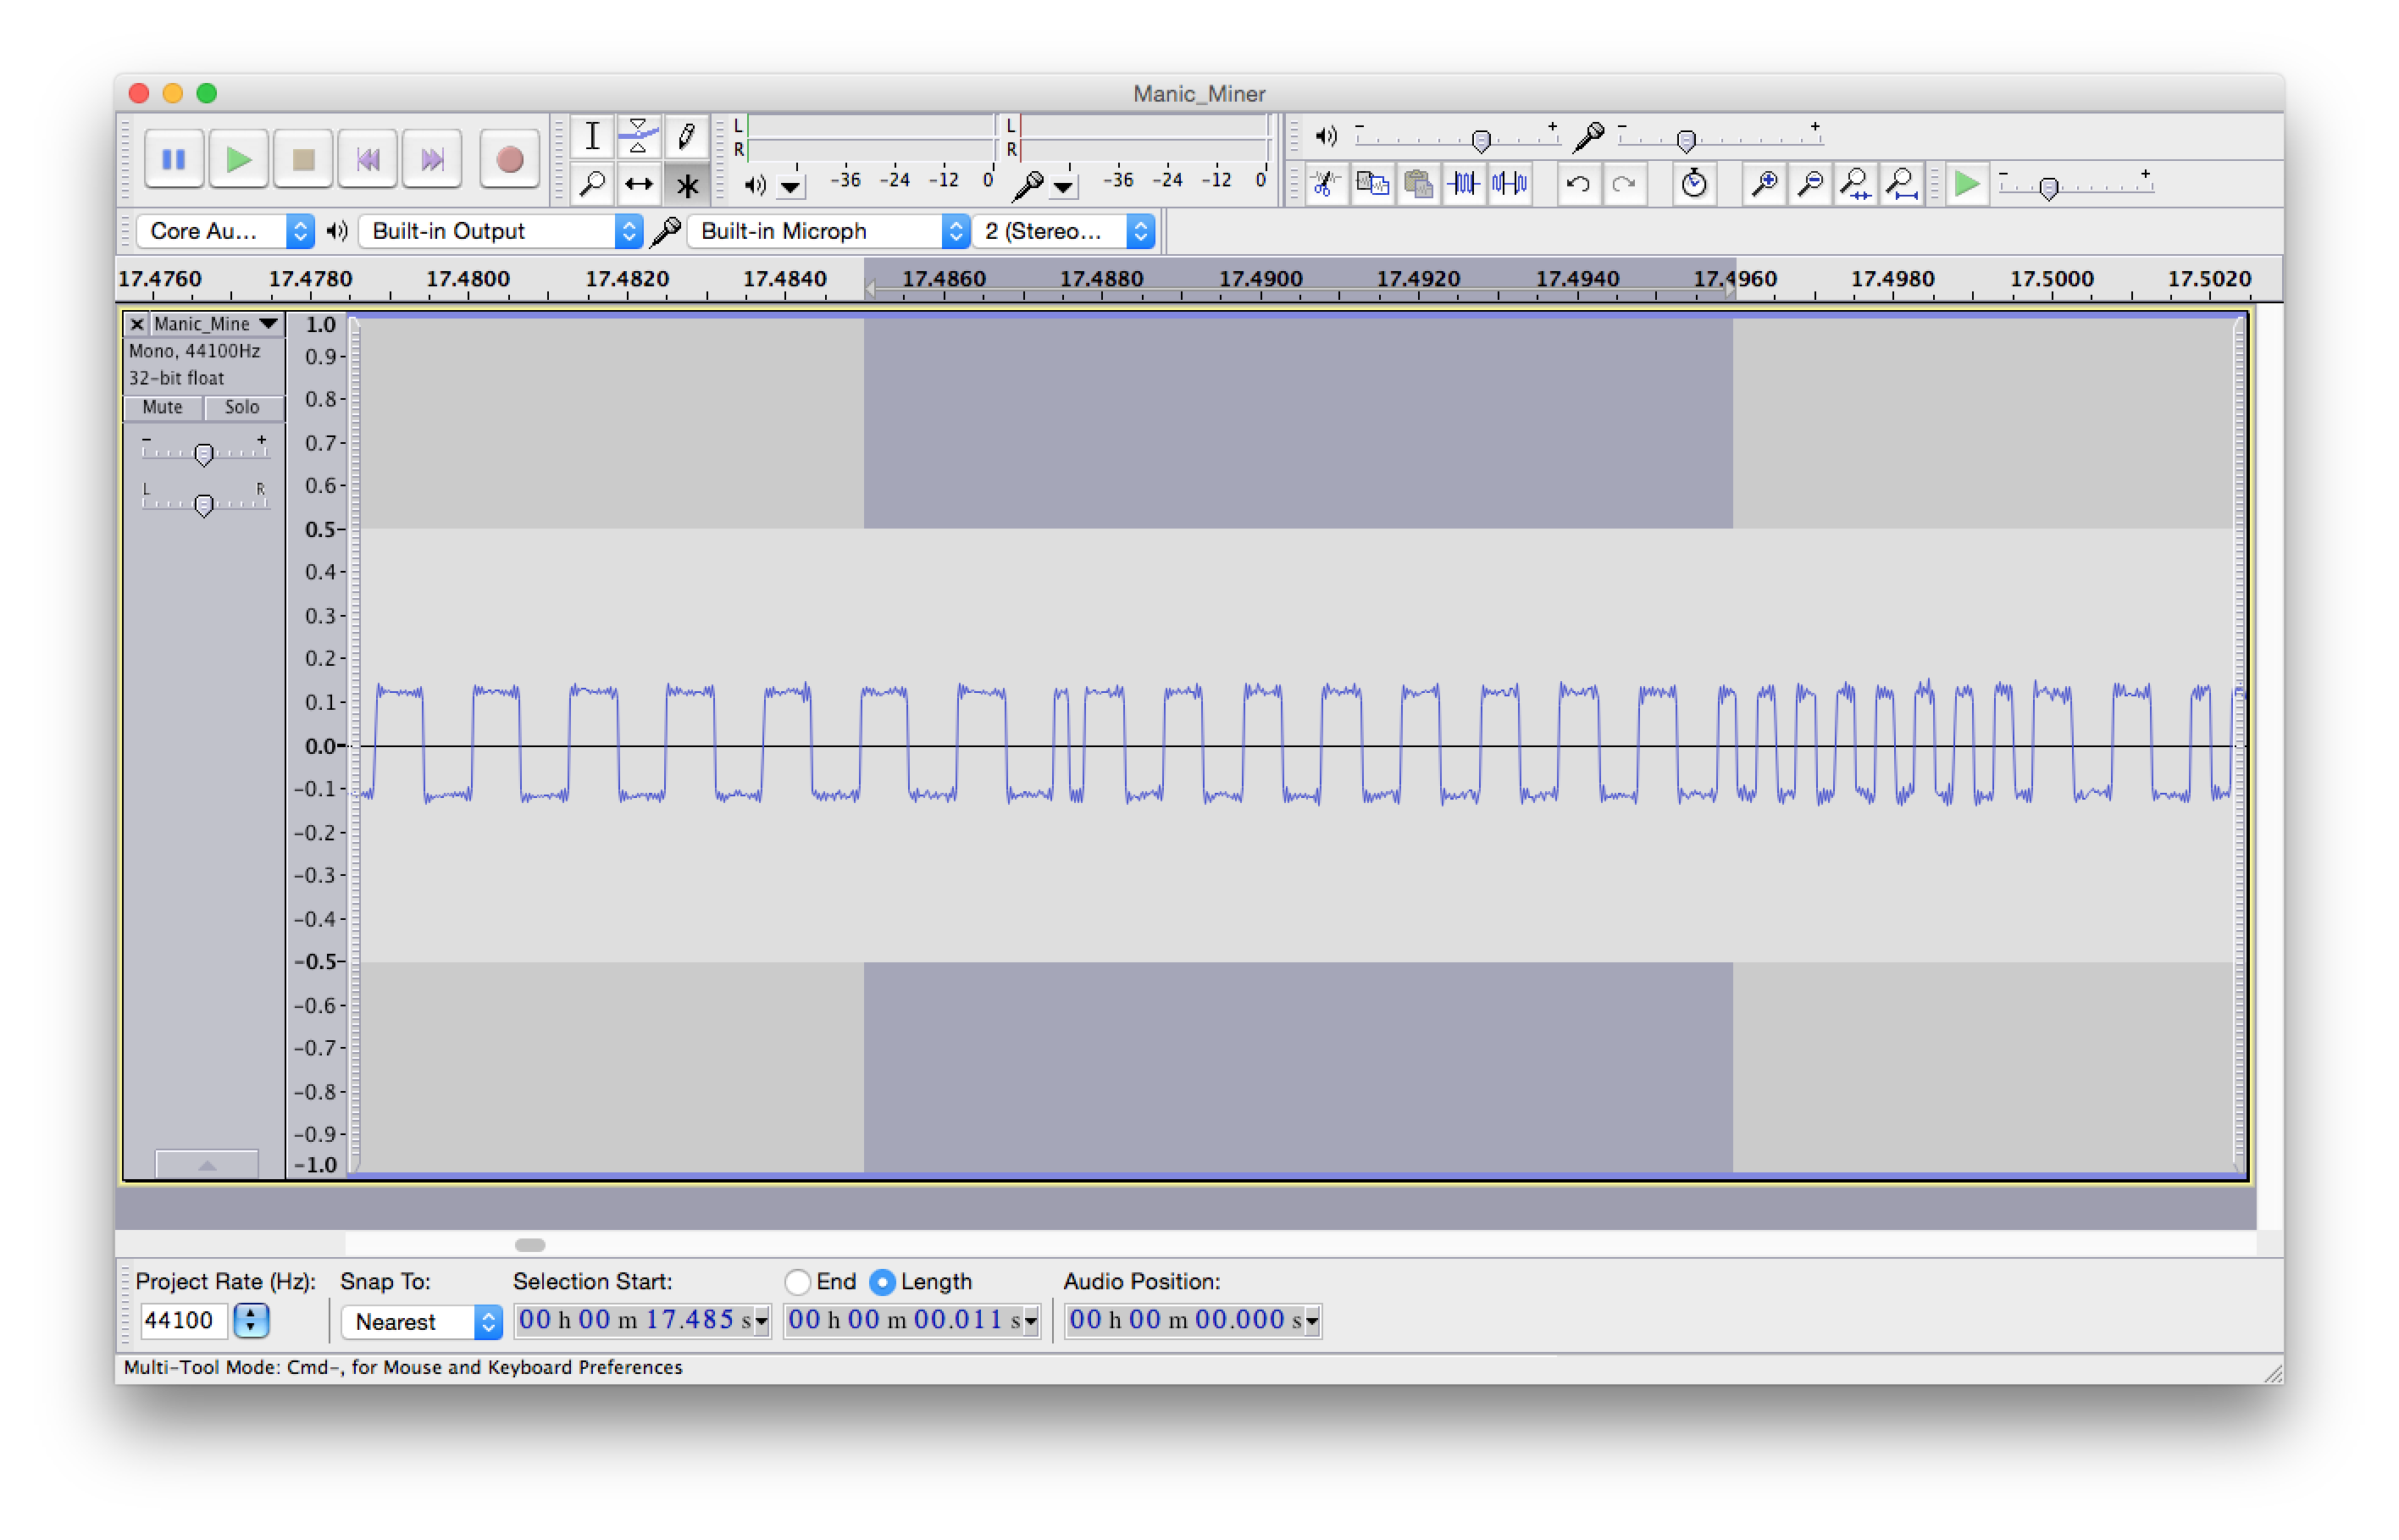 Manic_Miner
L
R
-36 -24 -12 0
L
R
-36 -24 -12 0
- +
- +
- +
Core Au... Built-in Output Built-in Microph 2 (Stereo...
17.4760 17.4780 17.4800 17.4820 17.4840 17.4860 17.4880 17.4900 17.4920 17.4940 17.4960 17.4980 17.5000 17.5020
Manic_Mine
Mono, 44100Hz
32-bit float
Mute Solo
- +
L R
1.0
0.9
0.8
0.7
0.6
0.5
0.4
0.3
0.2
0.1
0.0
-0.1
-0.2
-0.3
-0.4
-0.5
-0.6
-0.7
-0.8
-0.9
-1.0
Project Rate (Hz): Snap To: Selection Start: End Length Audio Position:
44100 Nearest 00 h 00 m 17.485 s 00 h 00 m 00.011 s 00 h 00 m 00.000 s
Multi-Tool Mode: Cmd-, for Mouse and Keyboard Preferences